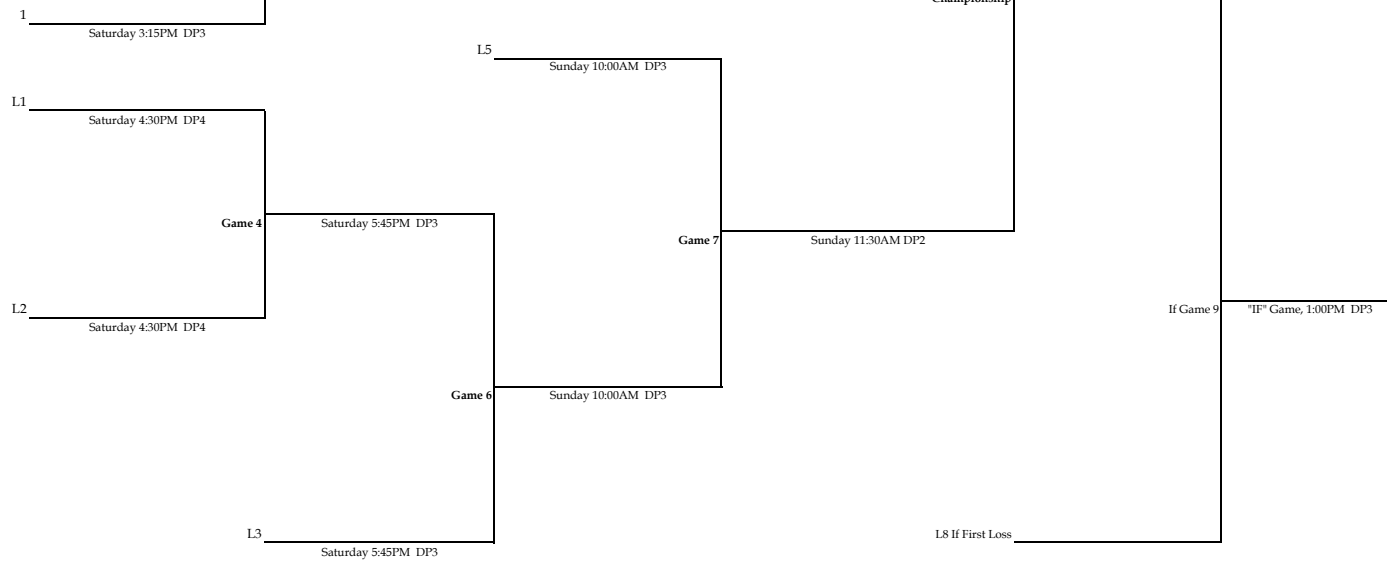 Championship
1
Saturday 3:15PM DP3
L5
Sunday 10:00AM DP3
L1
Saturday 4:30PM DP4
Game 4
Saturday 5:45PM DP3
Game 7
Sunday 11:30AM DP2
L2
Saturday 4:30PM DP4
If Game 9
"IF" Game, 1:00PM DP3
Game 6
Sunday 10:00AM DP3
L3
Saturday 5:45PM DP3
L8 If First Loss